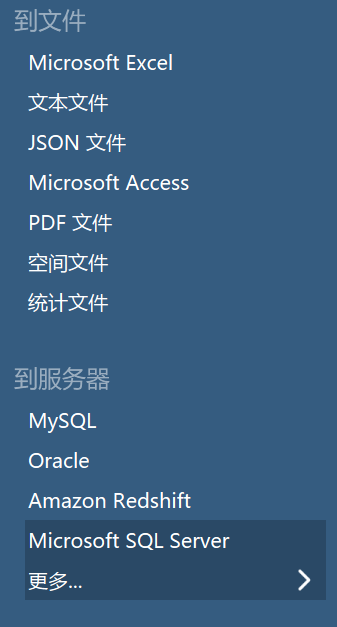 到文件
Microsoft Excel
文本文件
JSON 文件
Microsoft Access
PDF 文件
空间文件
统计文件
到服务器
MySQL
Oracle
Amazon Redshift
Microsoft SQL Server
更多...